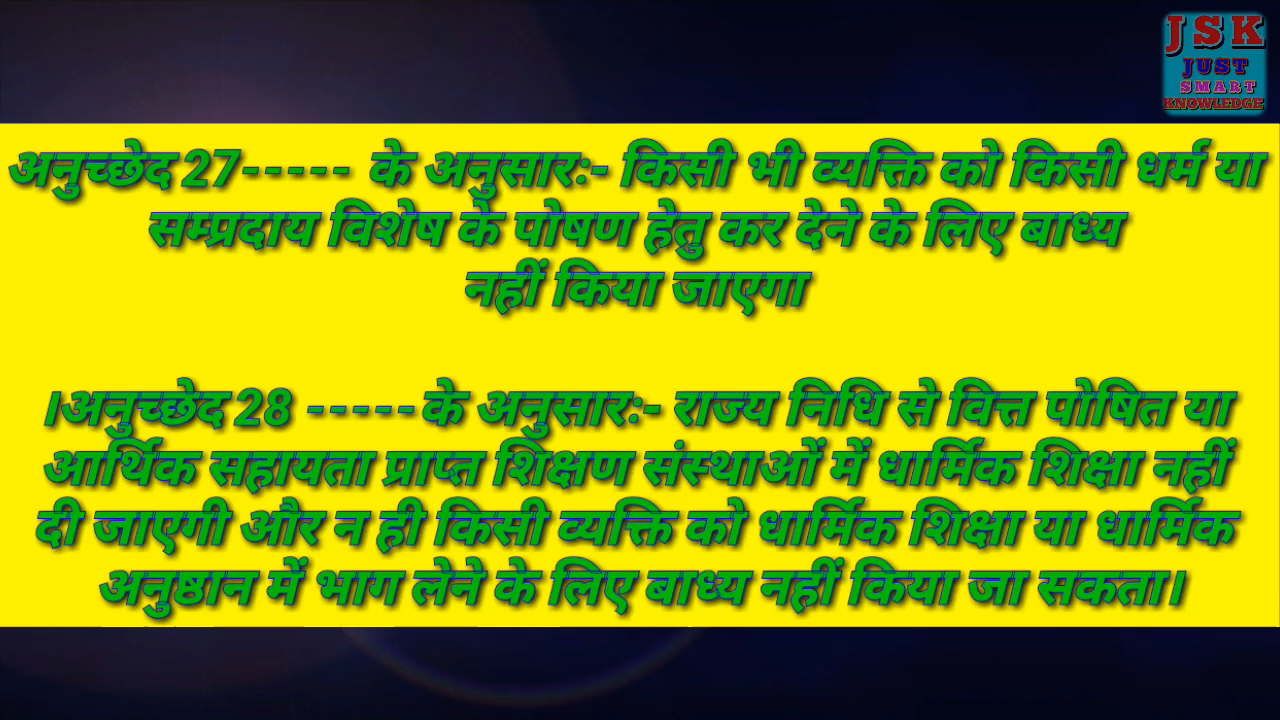 J S K
JUST
SMART
KNOWLEDGE
अनुच्छेद 27----- के अनुसारः- किसी भी व्यक्ति को किसी धर्म या
सम्प्रदाय विशेष के पोषण हेतु कर देने के लिए बाध्य
नहीं किया जाएगा
।अनुच्छेद 28 -----के अनुसारः- राज्य निधि से वित्त पोषित या
आर्थिक सहायता प्राप्त शिक्षण संस्थाओं में धार्मिक शिक्षा नहीं
दी जाएगी और न ही किसी व्यक्ति को धार्मिक शिक्षा या धार्मिक
अनुष्ठान में भाग लेने के लिए बाध्य नहीं किया जा सकता।